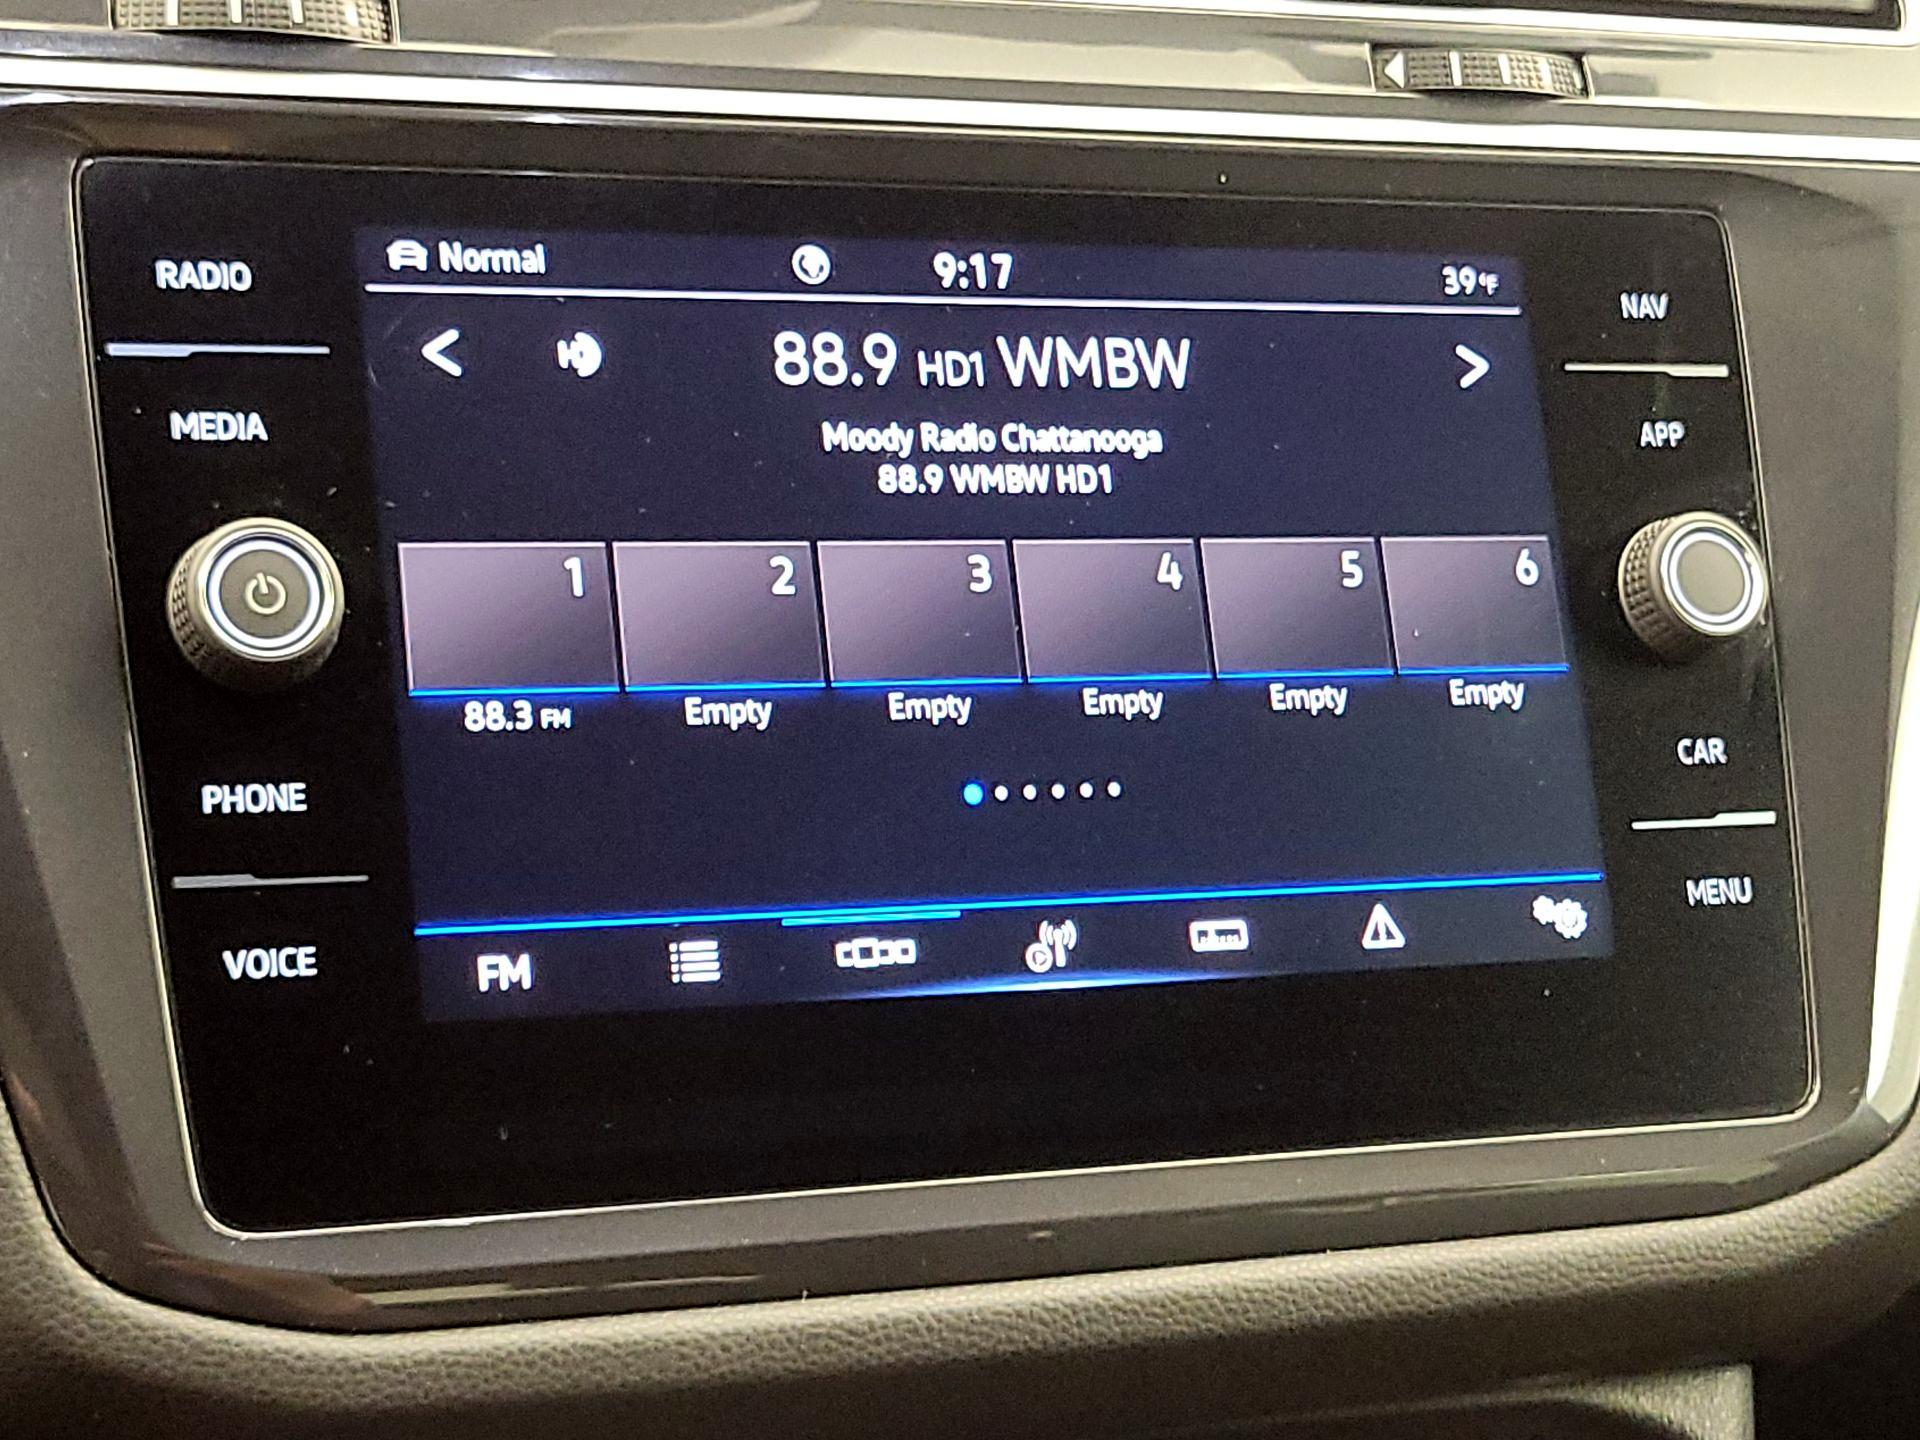 Normal 9:17 39°F
RADIO
MEDIA
PHONE
VOICE
88.9 HD1 WMBW
Moody Radio Chattanooga
88.9 WMBW HD1
1 2 3 4 5 6
88.3 FM Empty Empty Empty Empty Empty
FM
NAV
APP
CAR
MENU